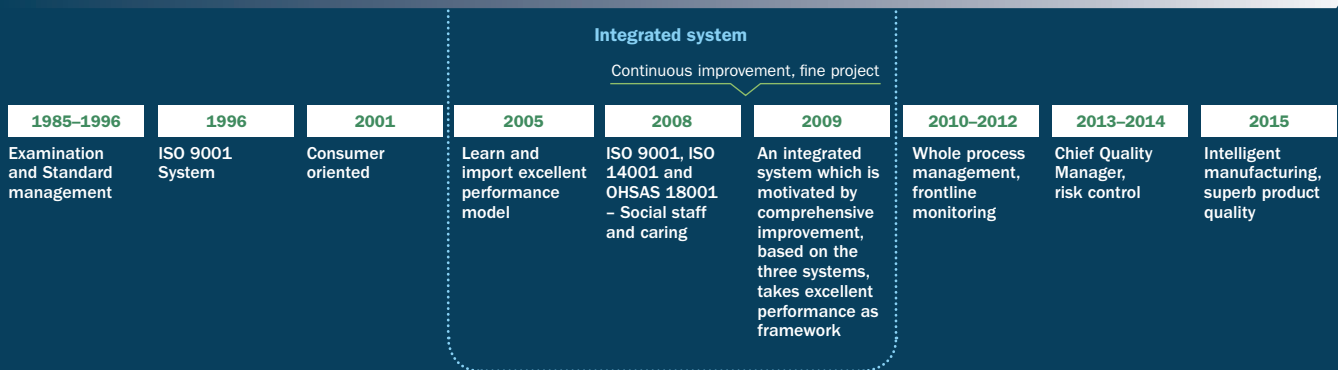 Integrated system
Continuous improvement, fine project
1985–1996
Examination
and Standard
management
1996
ISO 9001
System
2001
Consumer
oriented
2005
Learn and
import excellent
performance
model
2008
ISO 9001, ISO
14001 and
OHSAS 18001
– Social staff
and caring
2009
An integrated
system which is
motivated by
comprehensive
improvement,
based on the
three systems,
takes excellent
performance as
framework
2010–2012
Whole process
management,
frontline
monitoring
2013–2014
Chief Quality
Manager,
risk control
2015
Intelligent
manufacturing,
superb product
quality